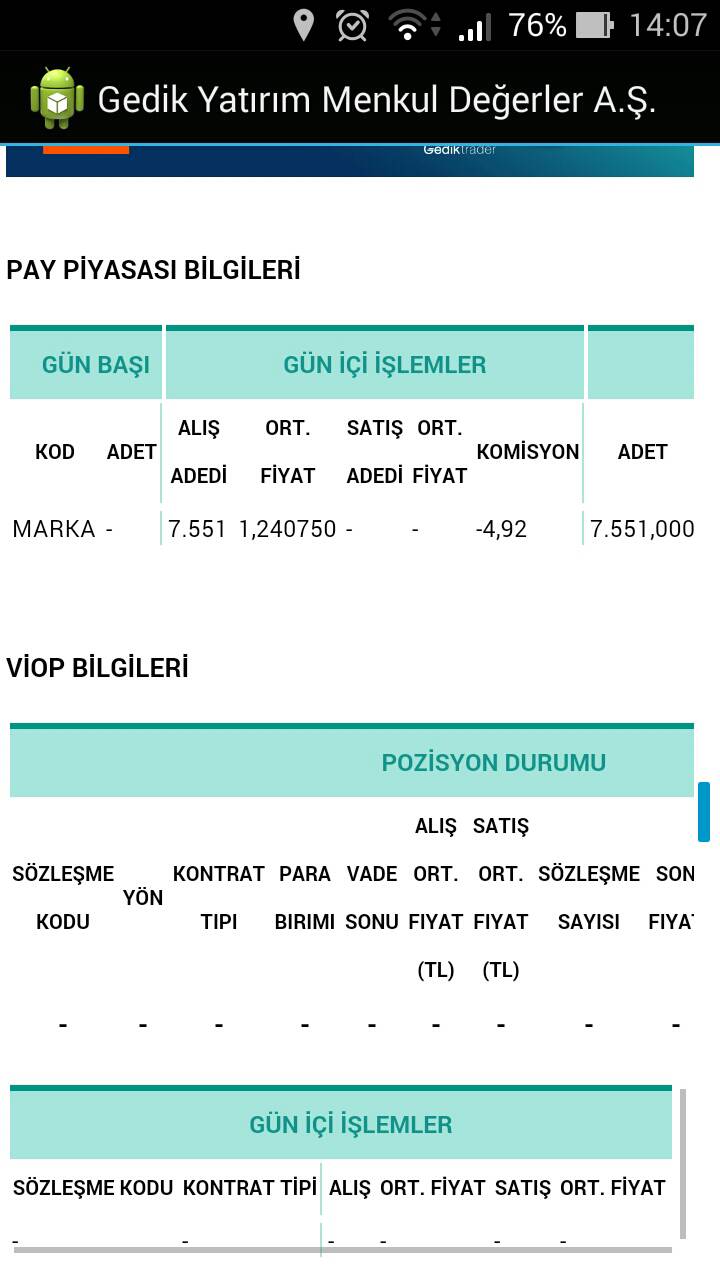 76% 14:07
Gedik Yatırım Menkul Değerler A.Ş.
Gediktrader
PAY PİYASASI BİLGİLERİ
GÜN BAŞI GÜN İÇİ İŞLEMLER
ALIŞ ORT. SATIŞ ORT.
KOD ADET KOMİSYON ADET
ADEDİ FİYAT ADEDİ FİYAT
MARKA - 7.551 1,240750 - - -4,92 7.551,000
VİOP BİLGİLERİ
POZİSYON DURUMU
ALIŞ SATIŞ
SÖZLEŞME KONTRAT PARA VADE ORT. ORT. SÖZLEŞME SON
YÖN
KODU TIPI BIRIMI SONU FIYAT FIYAT SAYISI FIYAT
(TL) (TL)
- - - - - - - - -
GÜN İÇİ İŞLEMLER
SÖZLEŞME KODU KONTRAT TİPİ ALIŞ ORT. FİYAT SATIŞ ORT. FİYAT
- - - - - -